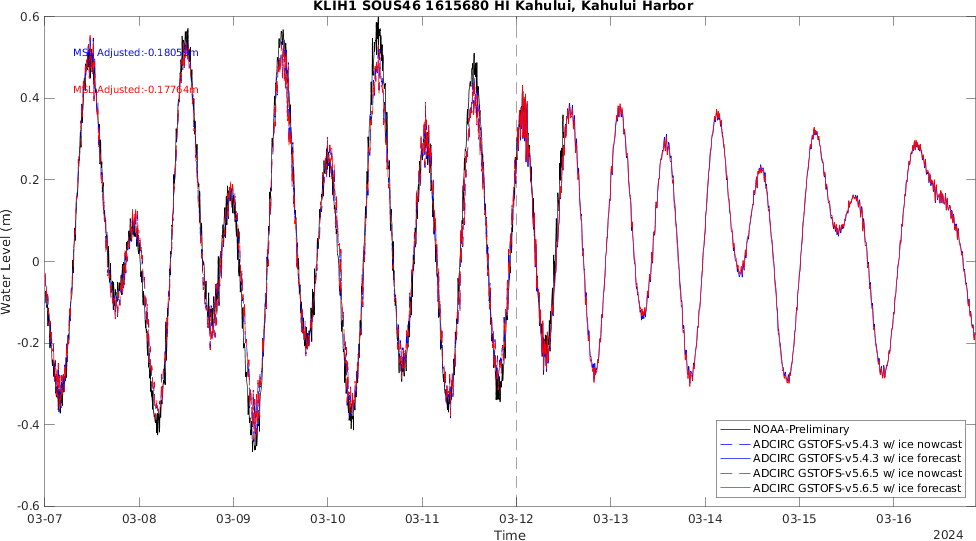 KLIH1 SOUS46 1615680 HI Kahului, Kahului Harbor
0.6
MSL Adjusted:-0.1805 m
MSL Adjusted:-0.17764m
0.4
0.2
0
-0.2
-0.4
-0.6
Water Level (m)
NOAA-Preliminary
ADCIRC GSTOFS-v5.4.3 w/ ice nowcast
ADCIRC GSTOFS-v5.4.3 w/ ice forecast
ADCIRC GSTOFS-v5.6.5 w/ ice nowcast
ADCIRC GSTOFS-v5.6.5 w/ ice forecast
03-07 03-08 03-09 03-10 03-11 03-12 03-13 03-14 03-15 03-16
Time
2024